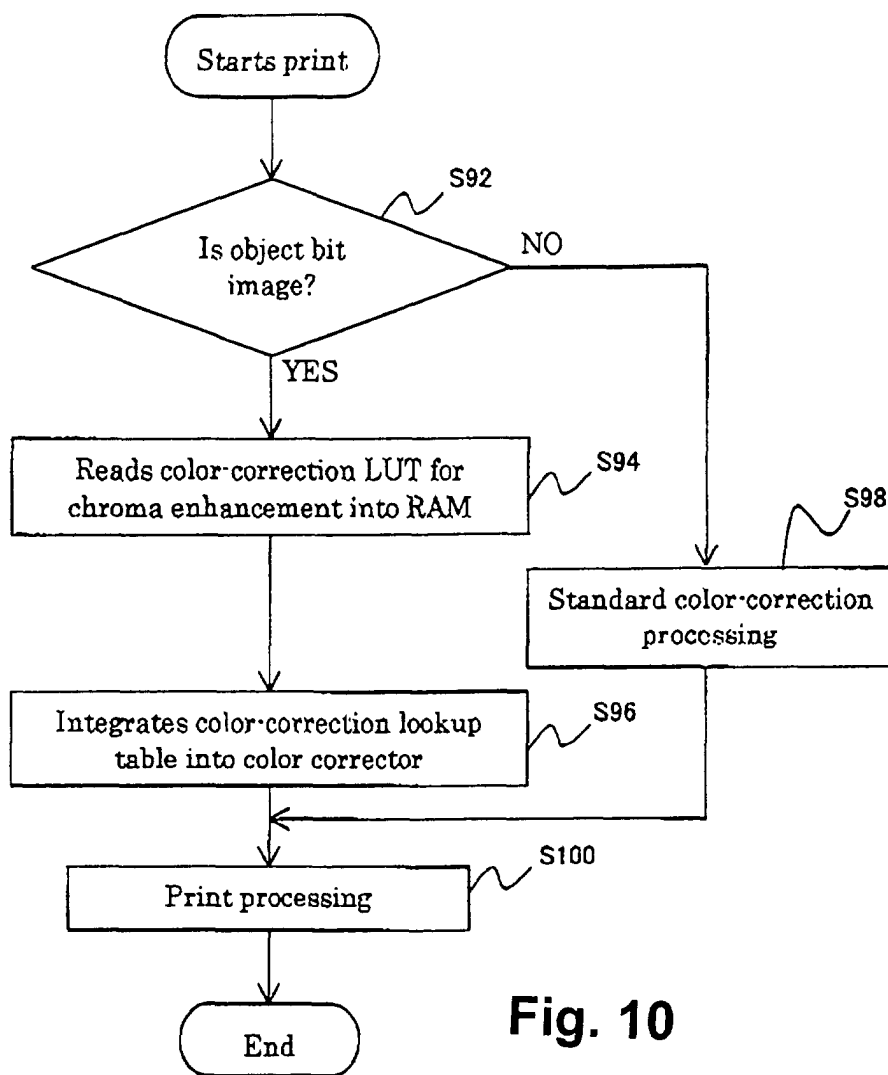 Starts print
S92
Is object bit
image?
NO
YES
Reads color-correction LUT for
chroma enhancement into RAM
S94
S98
Standard color-correction
processing
Integrates color-correction lookup
table into color corrector
S96
S100
Print processing
End
Fig. 10